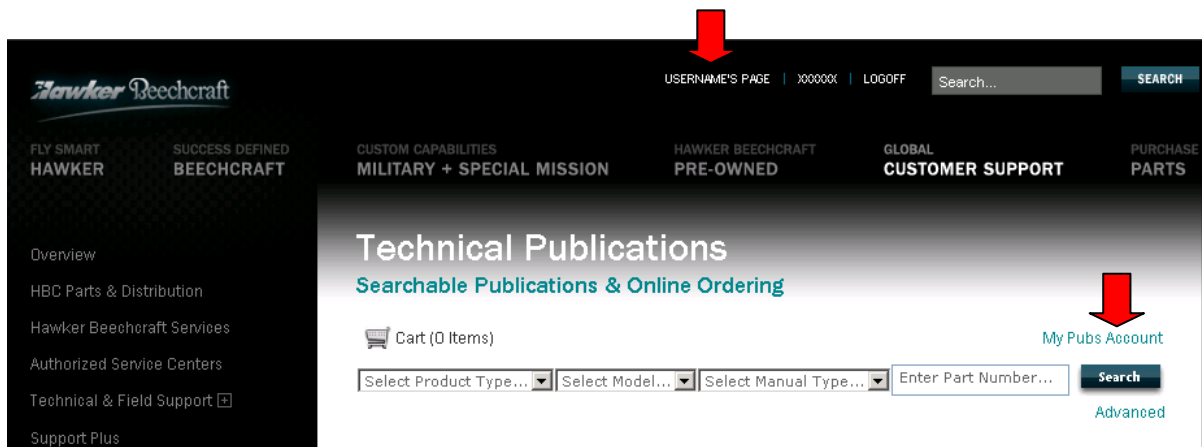 Hawker Beechcraft
USERNAME'S PAGE | XXXXXX | LOGOFF
Search...
SEARCH
FLY SMART
HAWKER
SUCCESS DEFINED
BEECHCRAFT
CUSTOM CAPABILITIES
MILITARY + SPECIAL MISSION
HAWKER BEECHCRAFT
PRE-OWNED
GLOBAL
CUSTOMER SUPPORT
PURCHASE
PARTS
Overview
HBC Parts & Distribution
Hawker Beechcraft Services
Authorized Service Centers
Technical & Field Support +
Support Plus
Technical Publications
Searchable Publications & Online Ordering
Cart (0 Items)
My Pubs Account
Select Product Type... Select Model... Select Manual Type... Enter Part Number... Search
Advanced